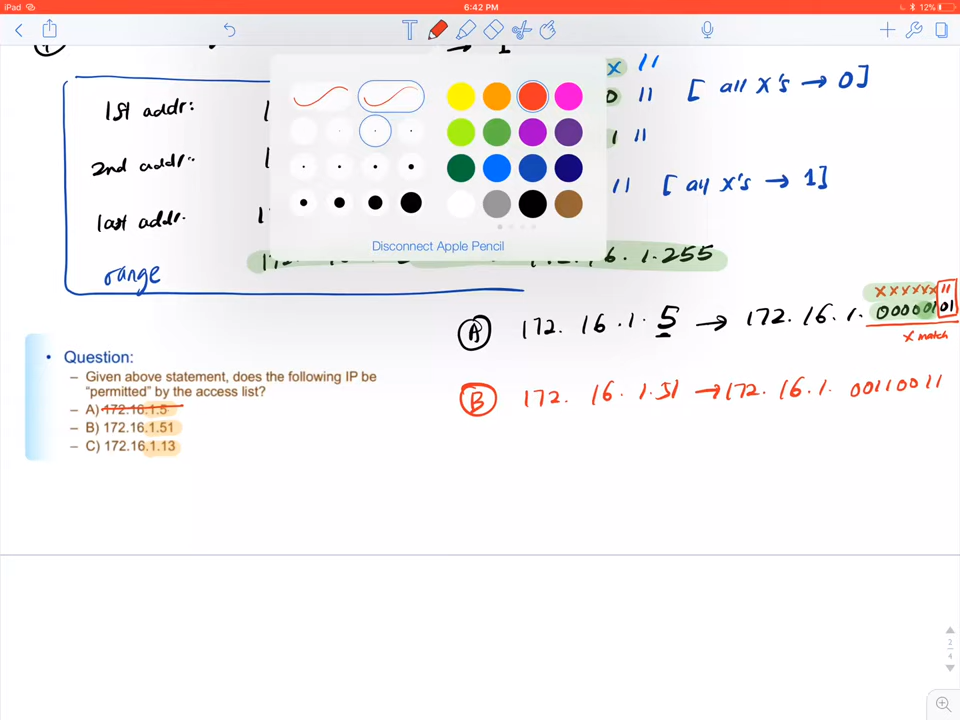 iPad 6:42 PM 12%
1st addr: x 11 [ all x's → 0]
0 11
2nd addr: 1 11
last addr. 11 [ all x's → 1]
range 1.255
x x x x x x 11
A 172. 16. 1. 5 → 172. 16. 1. 00000101
x match
B 172. 16. 1.51 → 172. 16. 1. 00110011
• Question:
– Given above statement, does the following IP be
“permitted” by the access list?
– A) 172.16.1.5
– B) 172.16.1.51
– C) 172.16.1.13
Disconnect Apple Pencil
2
4